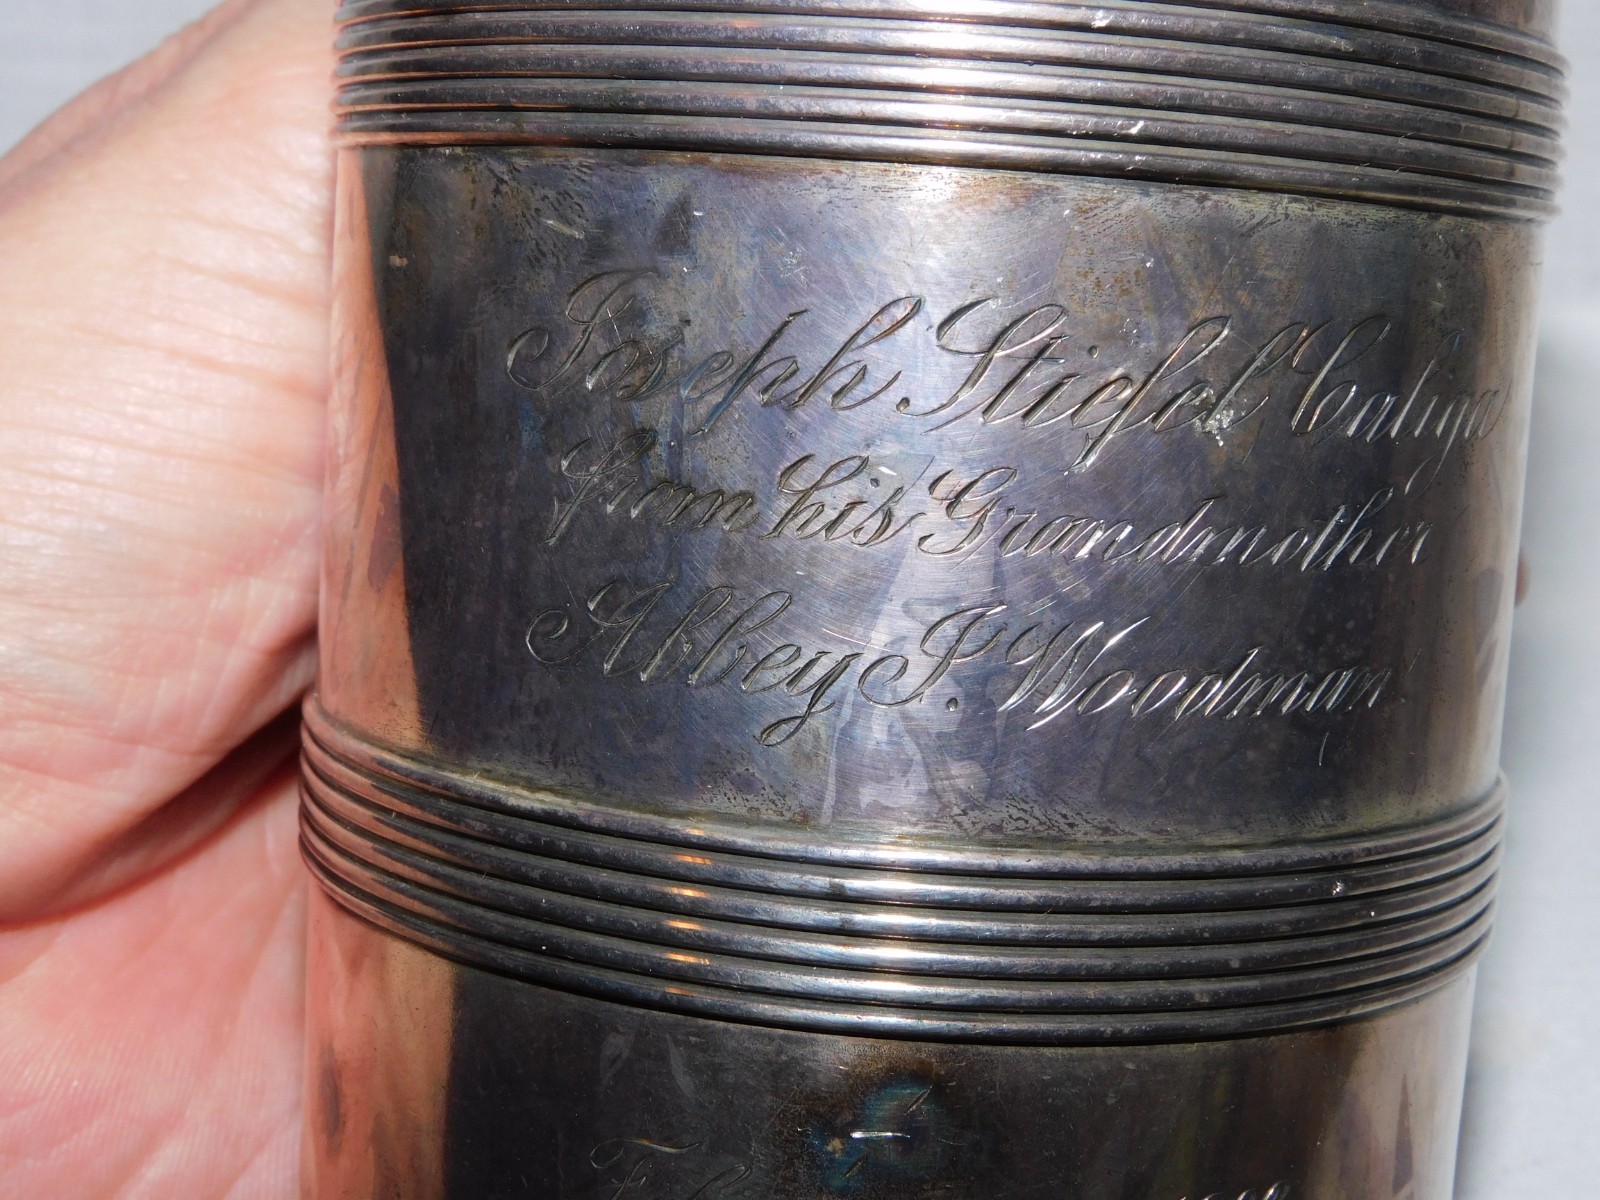 Joseph Stiefel Caliga
from his Grandmother
Abbey J. Woodman